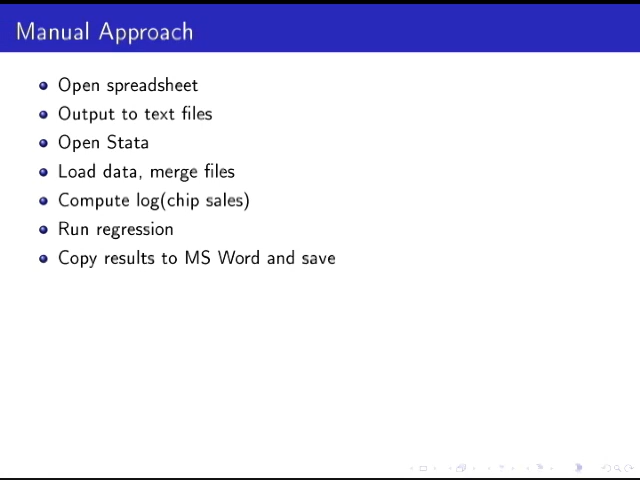 Manual Approach
Open spreadsheet
Output to text files
Open Stata
Load data, merge files
Compute log(chip sales)
Run regression
Copy results to MS Word and save